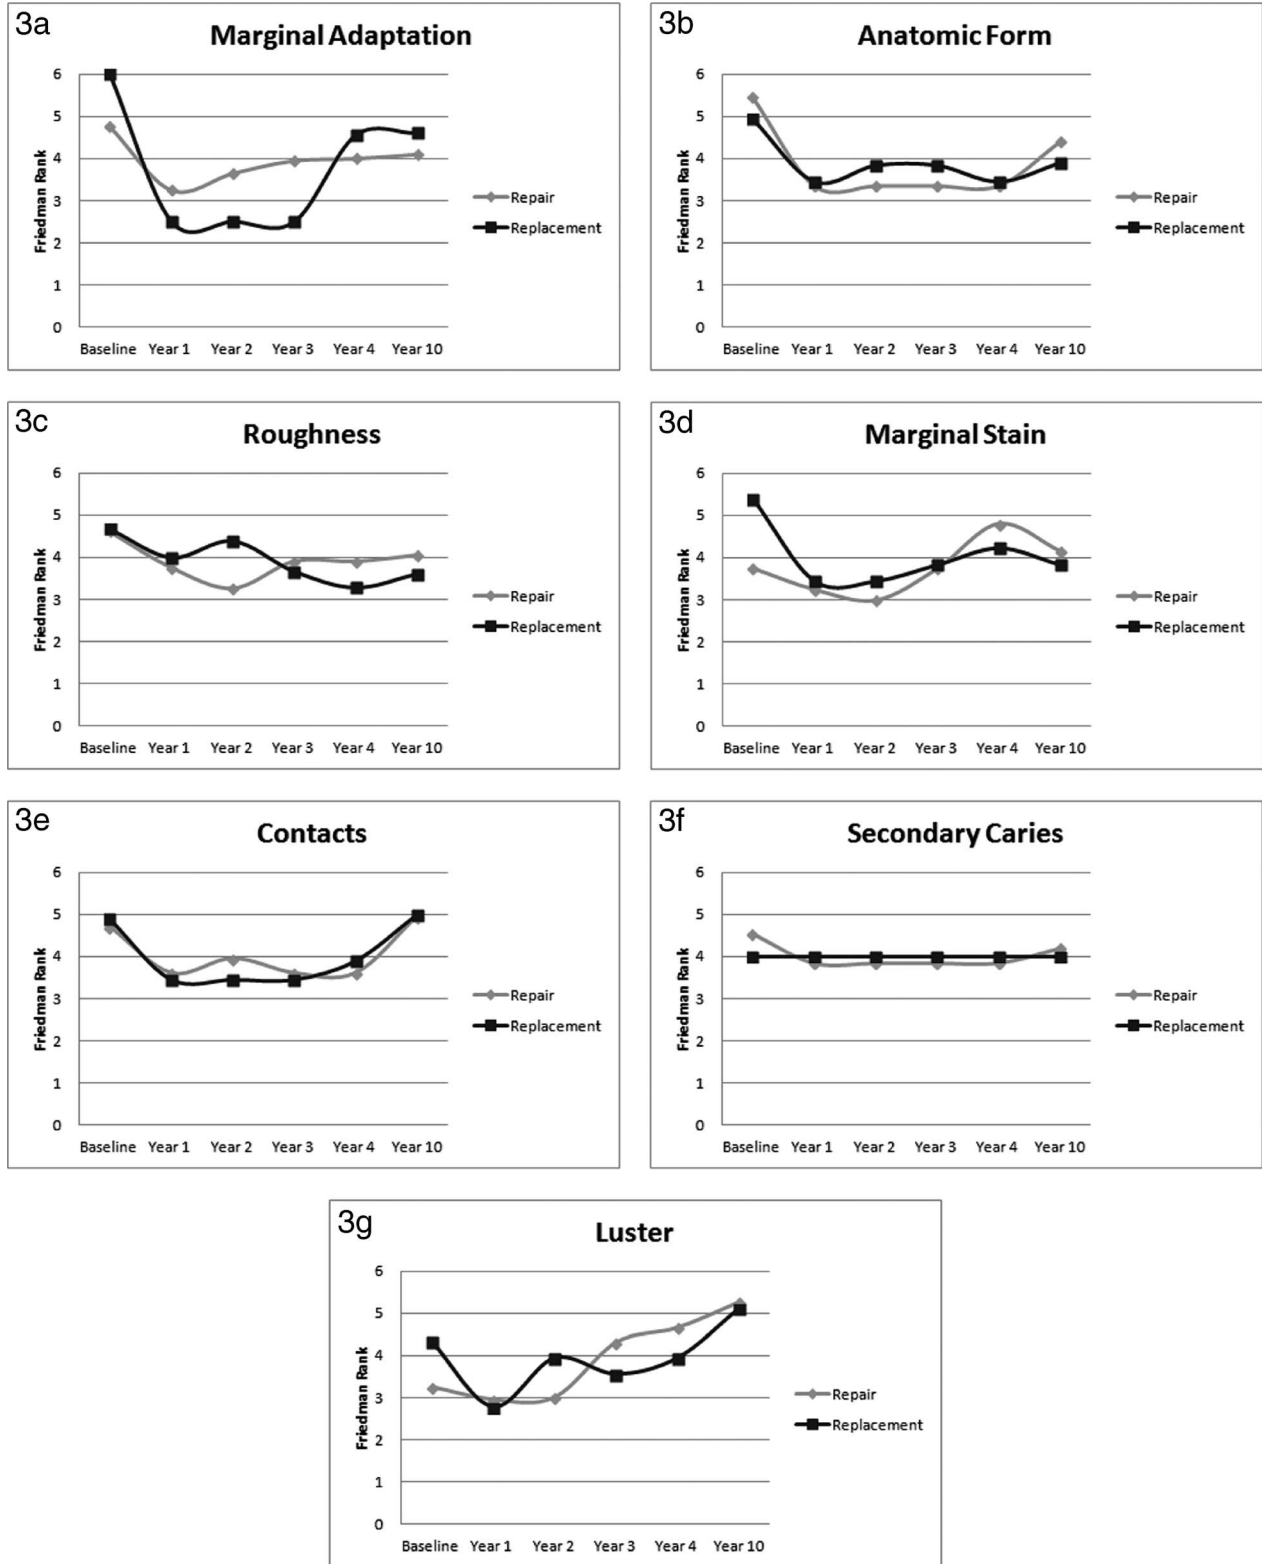 3a
Marginal Adaptation
Friedman Rank
6
5
4
3
2
1
0
Baseline Year 1 Year 2 Year 3 Year 4 Year 10
Repair
Replacement
3b
Anatomic Form
Friedman Rank
6
5
4
3
2
1
0
Baseline Year 1 Year 2 Year 3 Year 4 Year 10
Repair
Replacement
3c
Roughness
Friedman Rank
6
5
4
3
2
1
0
Baseline Year 1 Year 2 Year 3 Year 4 Year 10
Repair
Replacement
3d
Marginal Stain
Friedman Rank
6
5
4
3
2
1
0
Baseline Year 1 Year 2 Year 3 Year 4 Year 10
Repair
Replacement
3e
Contacts
Friedman Rank
6
5
4
3
2
1
0
Baseline Year 1 Year 2 Year 3 Year 4 Year 10
Repair
Replacement
3f
Secondary Caries
Friedman Rank
6
5
4
3
2
1
0
Baseline Year 1 Year 2 Year 3 Year 4 Year 10
Repair
Replacement
3g
Luster
Friedman Rank
6
5
4
3
2
1
0
Baseline Year 1 Year 2 Year 3 Year 4 Year 10
Repair
Replacement